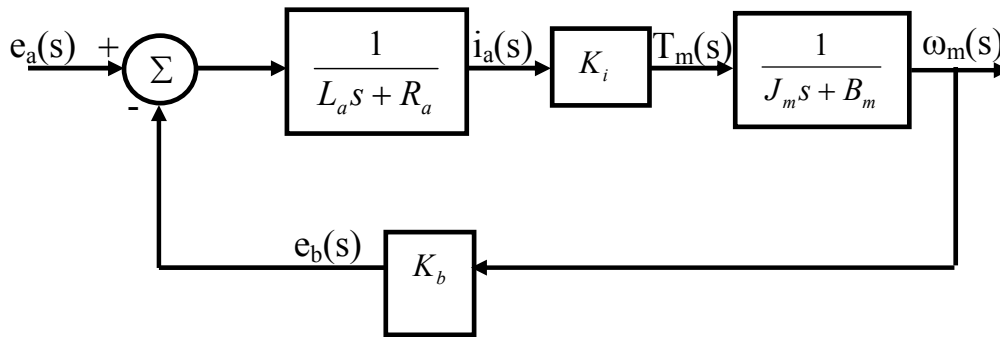 e_a(s) +
Σ
-
1 / (L_a s + R_a)
i_a(s)
K_i
T_m(s)
1 / (J_m s + B_m)
ω_m(s)
e_b(s)
K_b